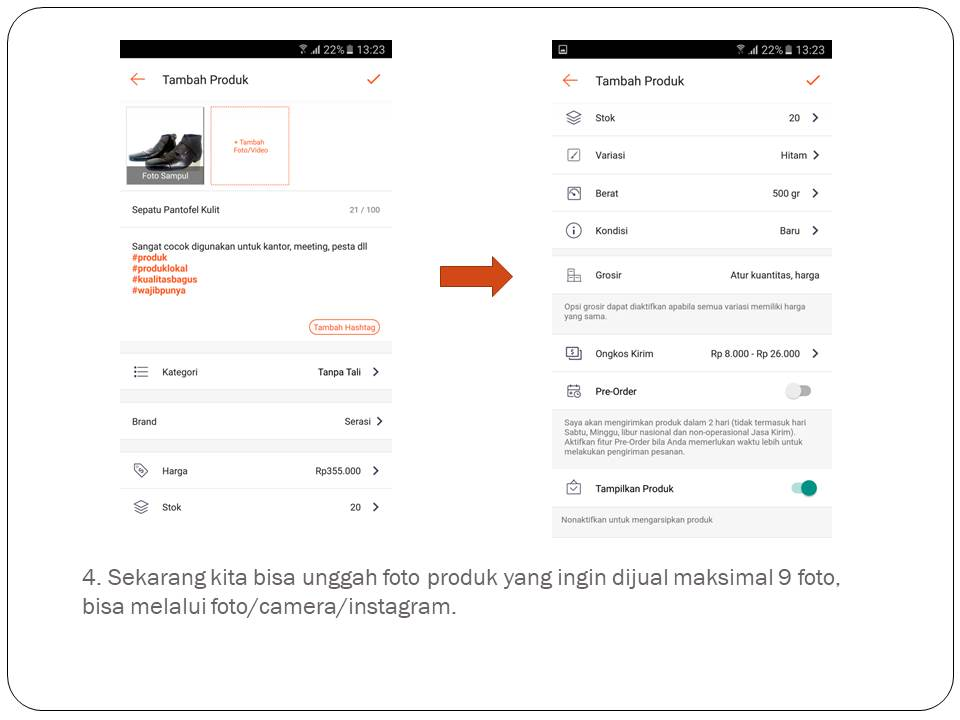 22% 13:23
Tambah Produk
Foto Sampul
+ Tambah
Foto/Video
Sepatu Pantofel Kulit 21 / 100
Sangat cocok digunakan untuk kantor, meeting, pesta dll
#produk
#produklokal
#kualitasbagus
#wajibpunya
Tambah Hashtag
Kategori Tanpa Tali
Brand Serasi
Harga Rp355.000
Stok 20
22% 13:23
Tambah Produk
Stok 20
Variasi Hitam
Berat 500 gr
Kondisi Baru
Grosir Atur kuantitas, harga
Opsi grosir dapat diaktifkan apabila semua variasi memiliki harga
yang sama.
Ongkos Kirim Rp 8.000 - Rp 26.000
Pre-Order
Saya akan mengirimkan produk dalam 2 hari (tidak termasuk hari
Sabtu, Minggu, libur nasional dan non-operasional Jasa Kirim).
Aktifkan fitur Pre-Order bila Anda memerlukan waktu lebih untuk
melakukan pengiriman pesanan.
Tampilkan Produk
Nonaktifkan untuk mengarsipkan produk
4. Sekarang kita bisa unggah foto produk yang ingin dijual maksimal 9 foto,
bisa melalui foto/camera/instagram.